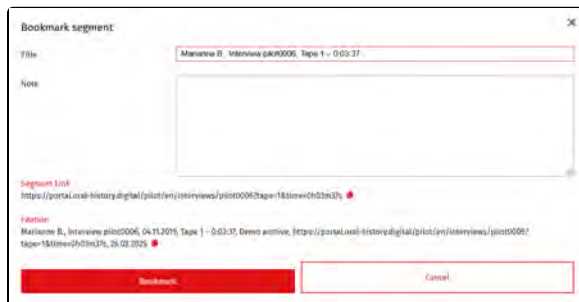 Bookmark segment
Title
Marianne B., Interview pilot0006, Tape 1 – 0:03:37
Note
Segment Link
https://portal.oral-history.digital/pilot/en/interviews/pilot0006?tape=1&time=0h03m37s
Citation
Marianne B., Interview pilot0006, 04.11.2019, Tape 1 – 0:03:37, Demo archive, https://portal.oral-history.digital/pilot/en/interviews/pilot0006?
tape=1&time=0h03m37s, 26.03.2025
Bookmark
Cancel